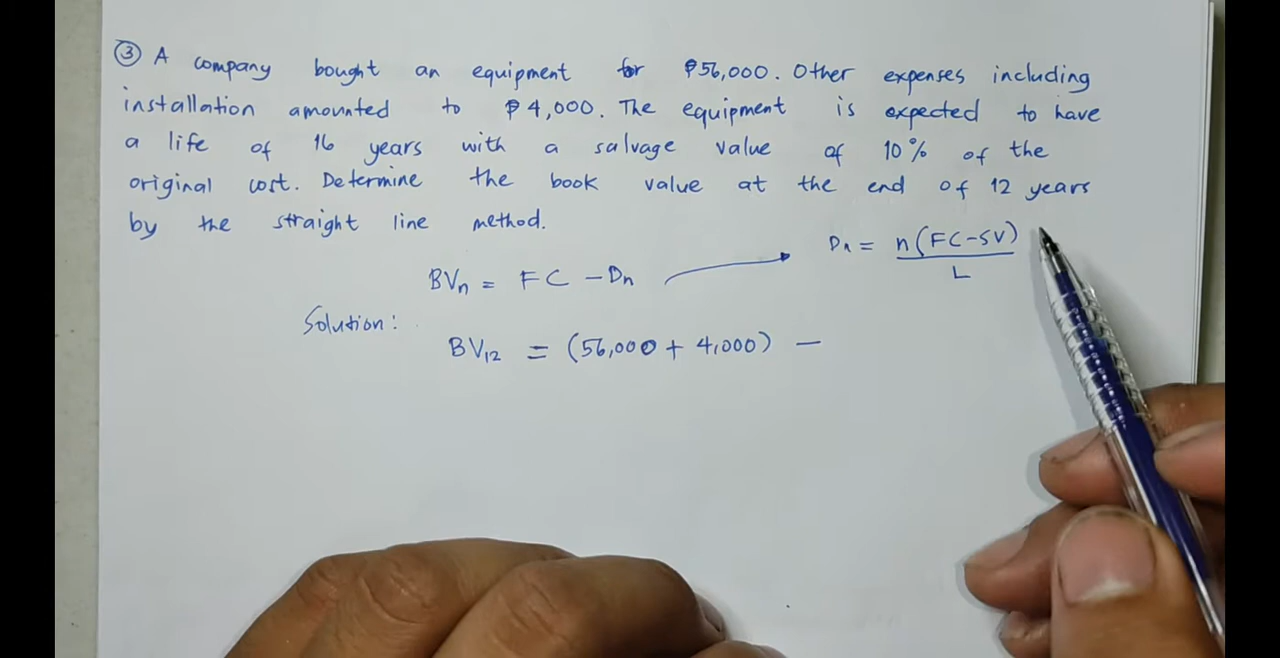 ③ A company bought an equipment for ₱56,000. Other expenses including
installation amounted to ₱4,000. The equipment is expected to have
a life of 16 years with a salvage value of 10% of the
original cost. Determine the book value at the end of 12 years
by the straight line method.
BVn = FC - Dn → Dn = n(FC-SV) / L
Solution:
BV12 = (56,000 + 4,000) -